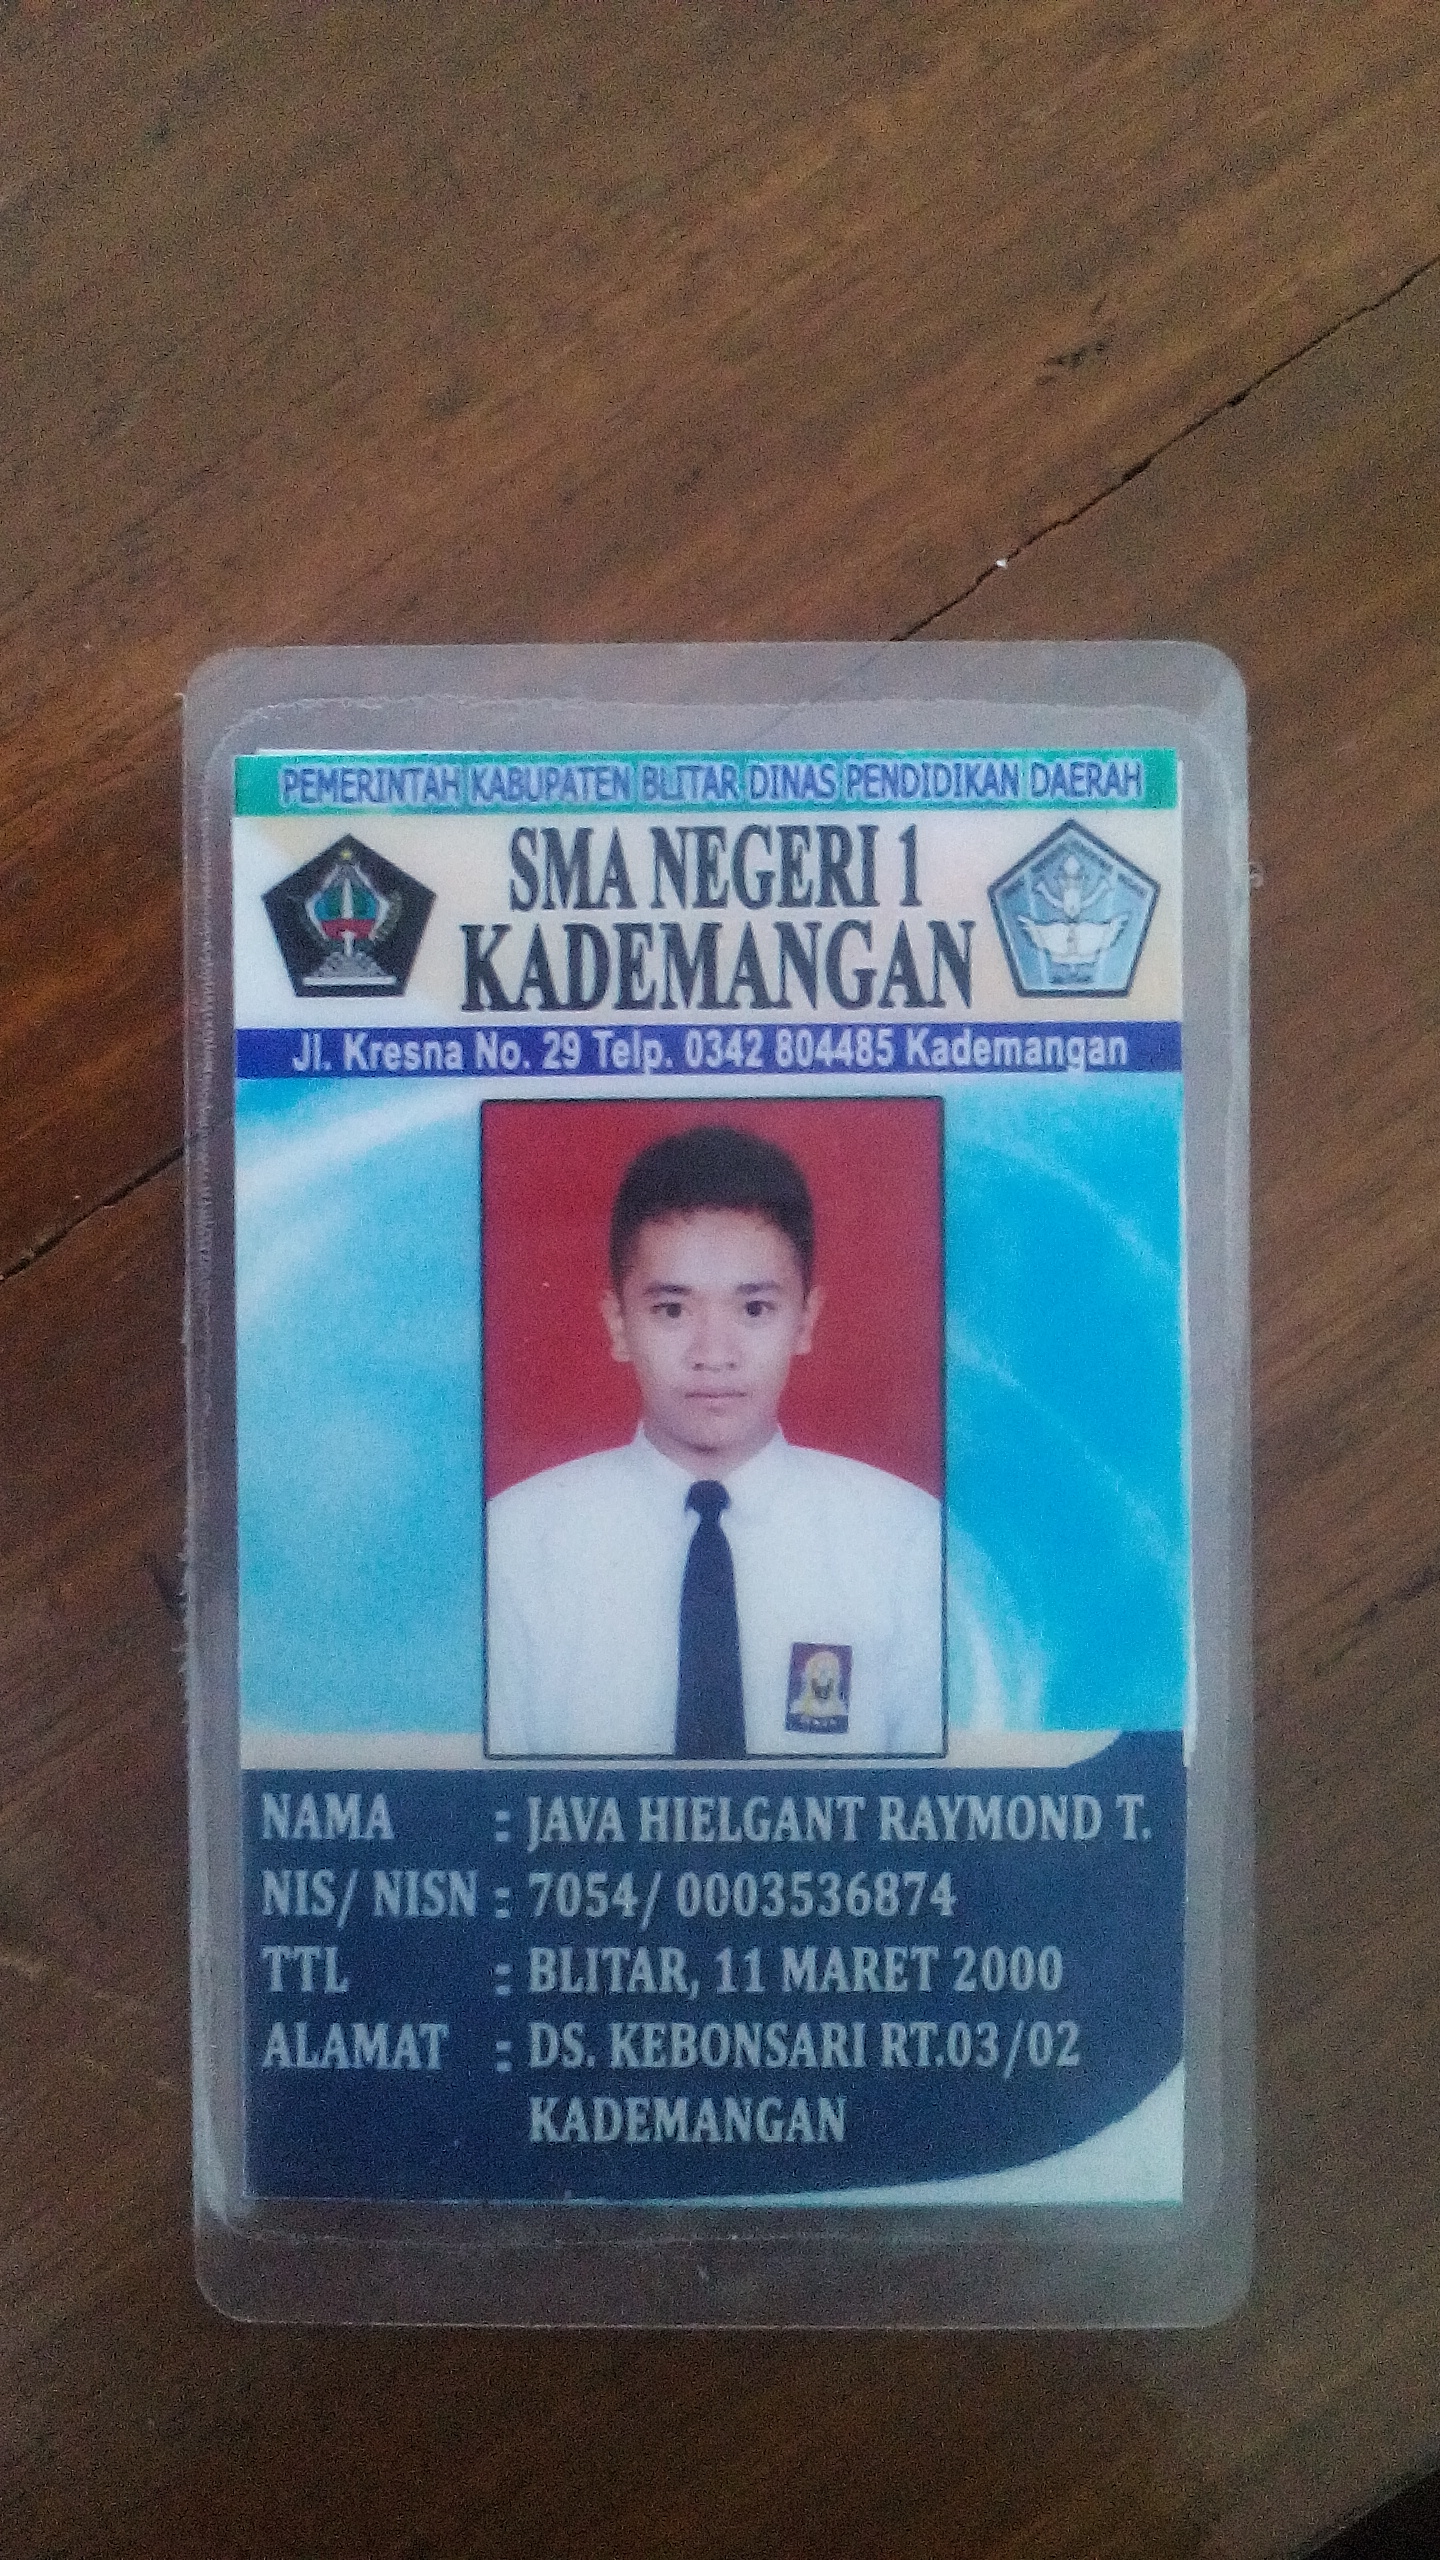 PEMERINTAH KABUPATEN BLITAR DINAS PENDIDIKAN DAERAH
SMA NEGERI 1
KADEMANGAN
Jl. Kresna No. 29 Telp. 0342 804485 Kademangan
NAMA : JAVA HIELGANT RAYMOND T.
NIS/ NISN : 7054/ 0003536874
TTL : BLITAR, 11 MARET 2000
ALAMAT : DS. KEBONSARI RT.03/02
KADEMANGAN